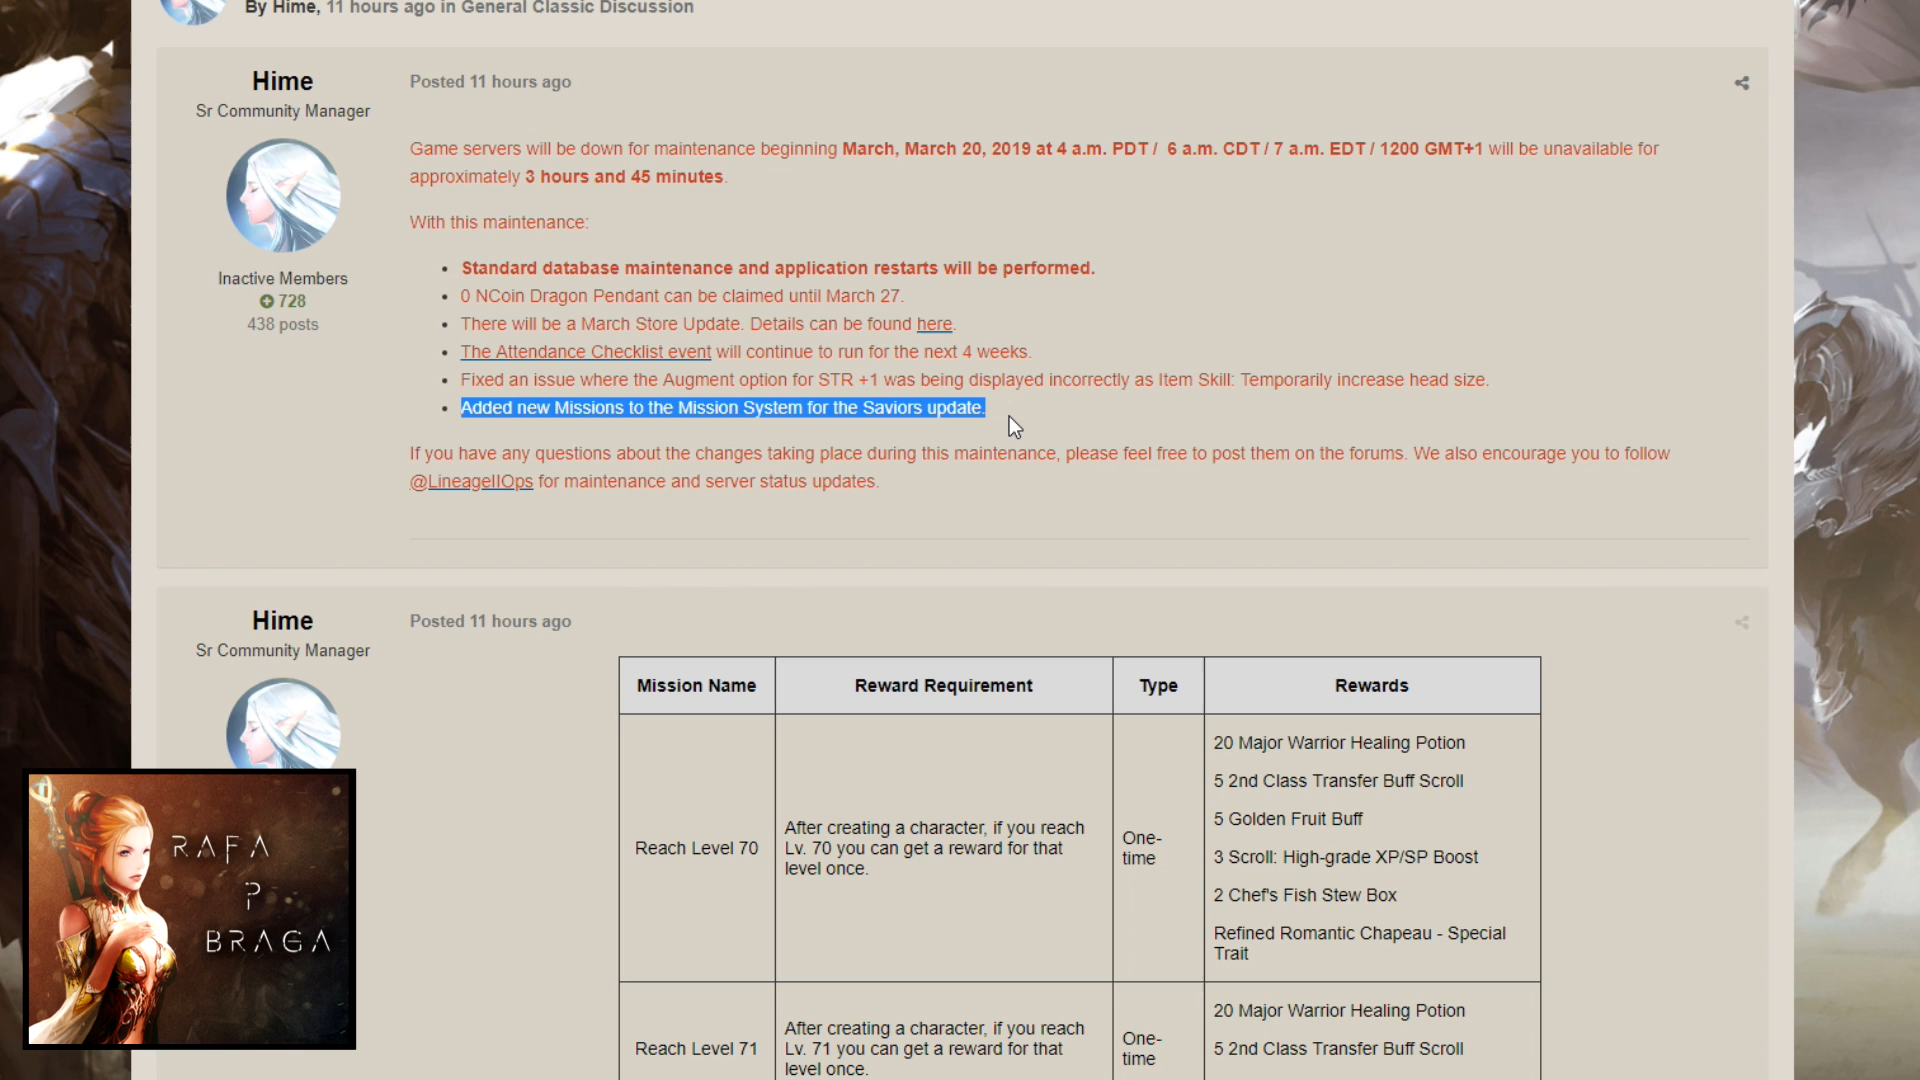 By Hime, 11 hours ago in General Classic Discussion
Hime
Sr Community Manager
Inactive Members
728
438 posts
Posted 11 hours ago
Game servers will be down for maintenance beginning March, March 20, 2019 at 4 a.m. PDT / 6 a.m. CDT / 7 a.m. EDT / 1200 GMT+1 will be unavailable for
approximately 3 hours and 45 minutes.
With this maintenance:
• Standard database maintenance and application restarts will be performed.
• 0 NCoin Dragon Pendant can be claimed until March 27.
• There will be a March Store Update. Details can be found here.
• The Attendance Checklist event will continue to run for the next 4 weeks.
• Fixed an issue where the Augment option for STR +1 was being displayed incorrectly as Item Skill: Temporarily increase head size.
• Added new Missions to the Mission System for the Saviors update.
If you have any questions about the changes taking place during this maintenance, please feel free to post them on the forums. We also encourage you to follow
@LineageIIOps for maintenance and server status updates.
Hime
Sr Community Manager
Posted 11 hours ago
Mission Name
Reward Requirement
Type
Rewards
Reach Level 70
After creating a character, if you reach
Lv. 70 you can get a reward for that
level once.
One-
time
20 Major Warrior Healing Potion
5 2nd Class Transfer Buff Scroll
5 Golden Fruit Buff
3 Scroll: High-grade XP/SP Boost
2 Chef's Fish Stew Box
Refined Romantic Chapeau - Special
Trait
Reach Level 71
After creating a character, if you reach
Lv. 71 you can get a reward for that
level once.
One-
time
20 Major Warrior Healing Potion
5 2nd Class Transfer Buff Scroll
RAFA
P
BRAGA